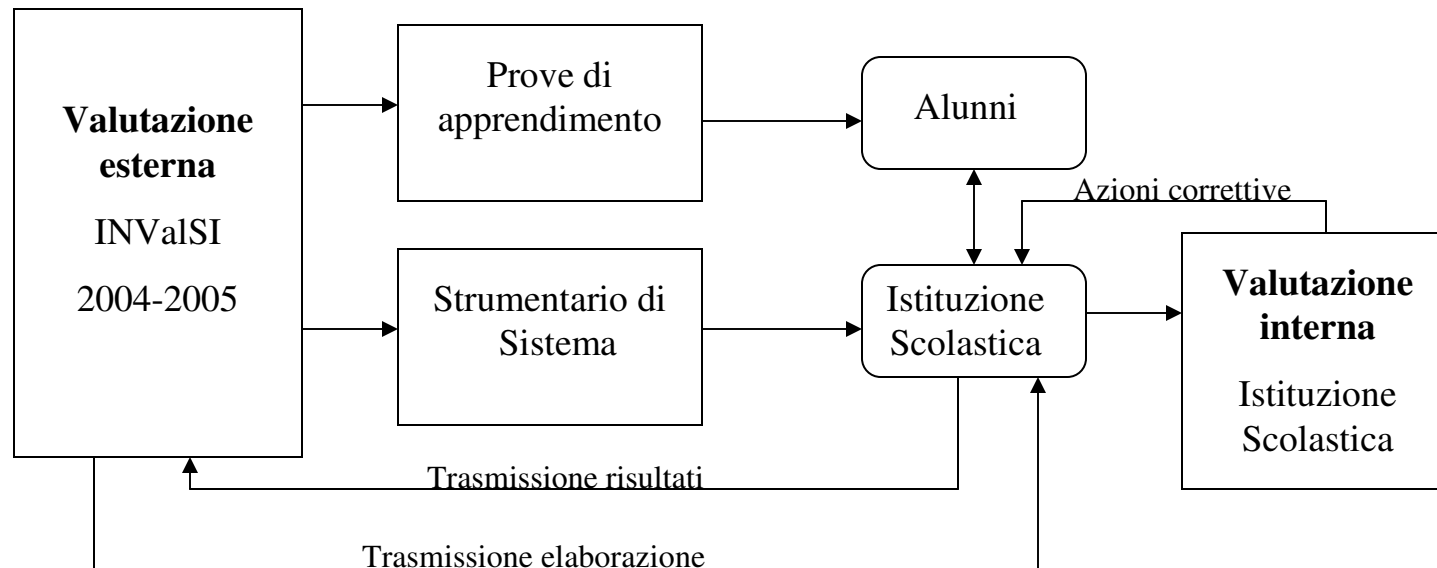 Valutazione
esterna
INValSI
2004-2005
Prove di
apprendimento
Strumentario di
Sistema
Alunni
Azioni correttive
Istituzione
Scolastica
Valutazione
interna
Istituzione
Scolastica
Trasmissione risultati
Trasmissione elaborazione